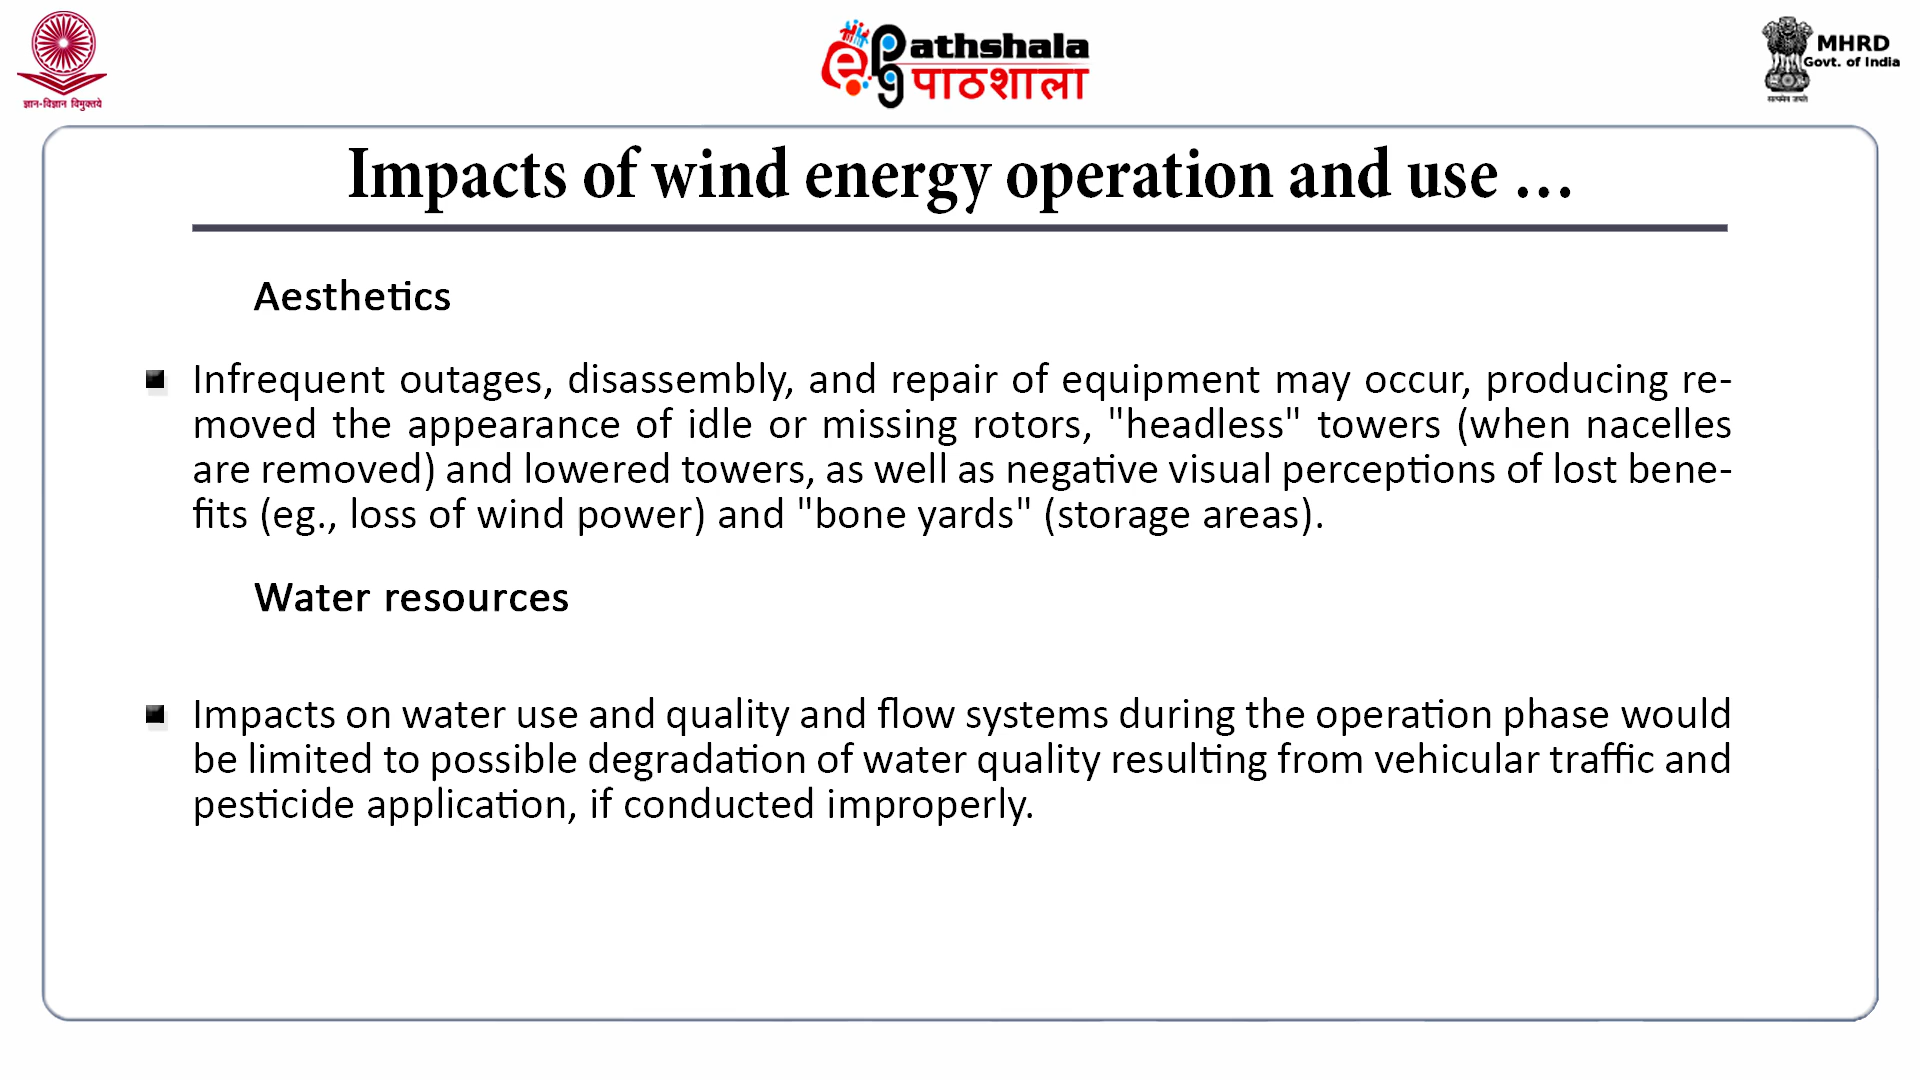 ज्ञान-विज्ञान विमुक्तये
ePathshala
पाठशाला
MHRD
Govt. of India
सत्यमेव जयते
Impacts of wind energy operation and use ...
Aesthetics
Infrequent outages, disassembly, and repair of equipment may occur, producing re-
moved the appearance of idle or missing rotors, "headless" towers (when nacelles
are removed) and lowered towers, as well as negative visual perceptions of lost bene-
fits (eg., loss of wind power) and "bone yards" (storage areas).
Water resources
Impacts on water use and quality and flow systems during the operation phase would
be limited to possible degradation of water quality resulting from vehicular traffic and
pesticide application, if conducted improperly.